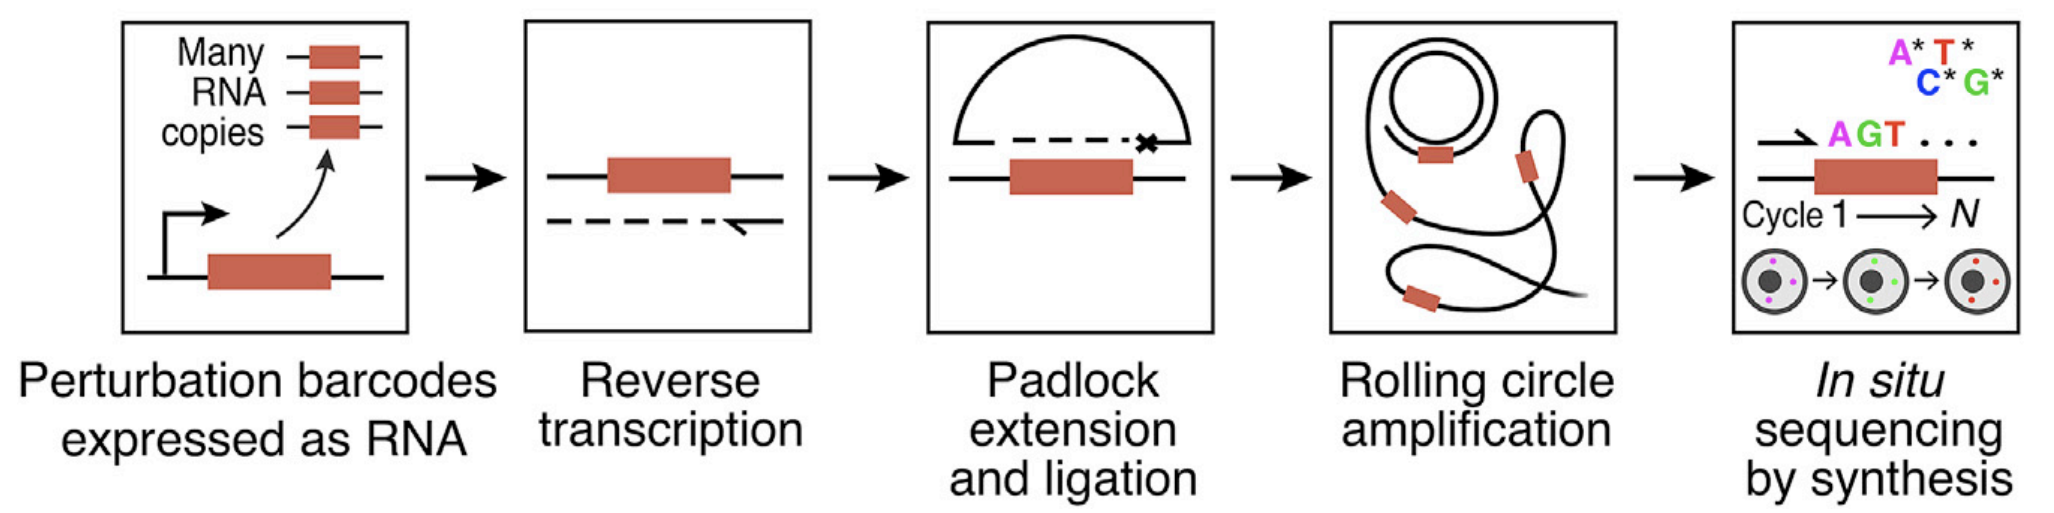 Many
RNA
copies
Perturbation barcodes
expressed as RNA
Reverse
transcription
Padlock
extension
and ligation
Rolling circle
amplification
A* T*
C* G*
AGT ...
Cycle 1 → N
In situ
sequencing
by synthesis